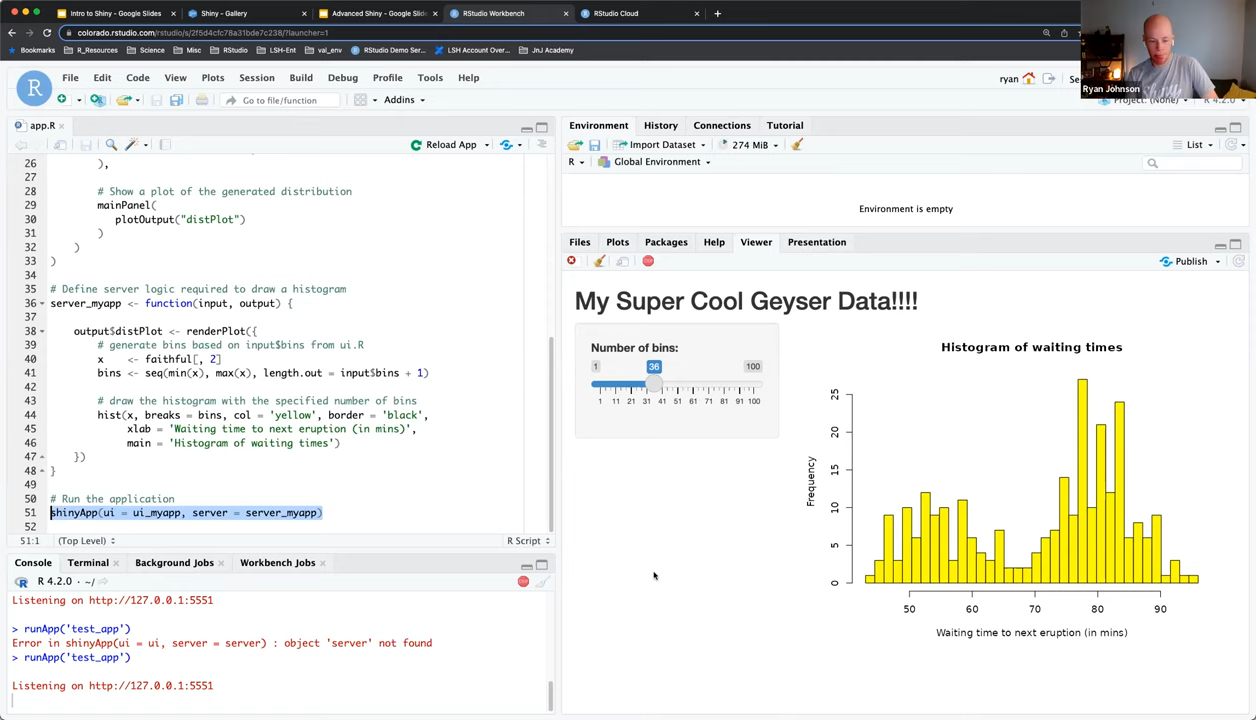 Intro to Shiny - Google Slides
Shiny - Gallery
Advanced Shiny - Google Slide
RStudio Workbench
RStudio Cloud
colorado.rstudio.com/rstudio/s/2f5d4cfc78a31bde7c238/?launcher=1
Bookmarks R_Resources Science Misc RStudio LSH-Ent val_env RStudio Demo Ser... LSH Account Over... JnJ Academy
File Edit Code View Plots Session Build Debug Profile Tools Help
ryan
Ryan Johnson
Go to file/function
Addins
Project: (None)
R 4.2.0
app.R
Reload App
26 ),
27
28 # Show a plot of the generated distribution
29 mainPanel(
30 plotOutput("distPlot")
31 )
32 )
33 )
34
35 # Define server logic required to draw a histogram
36 server_myapp <- function(input, output) {
37
38 output$distPlot <- renderPlot({
39 # generate bins based on input$bins from ui.R
40 x <- faithful[, 2]
41 bins <- seq(min(x), max(x), length.out = input$bins + 1)
42
43 # draw the histogram with the specified number of bins
44 hist(x, breaks = bins, col = 'yellow', border = 'black',
45 xlab = 'Waiting time to next eruption (in mins)',
46 main = 'Histogram of waiting times')
47 })
48 }
49
50 # Run the application
51 shinyApp(ui = ui_myapp, server = server_myapp)
52
51:1 (Top Level) R Script
Console Terminal Background Jobs Workbench Jobs
R 4.2.0 · ~/
Listening on http://127.0.0.1:5551
> runApp('test_app')
Error in shinyApp(ui = ui, server = server) : object 'server' not found
> runApp('test_app')
Listening on http://127.0.0.1:5551
Environment History Connections Tutorial
Import Dataset 274 MiB List
R Global Environment
Environment is empty
Files Plots Packages Help Viewer Presentation
Publish
My Super Cool Geyser Data!!!!
Number of bins:
1 36 100
1 11 21 31 41 51 61 71 81 91 100
Histogram of waiting times
Frequency
25
20
15
10
5
0
50 60 70 80 90
Waiting time to next eruption (in mins)